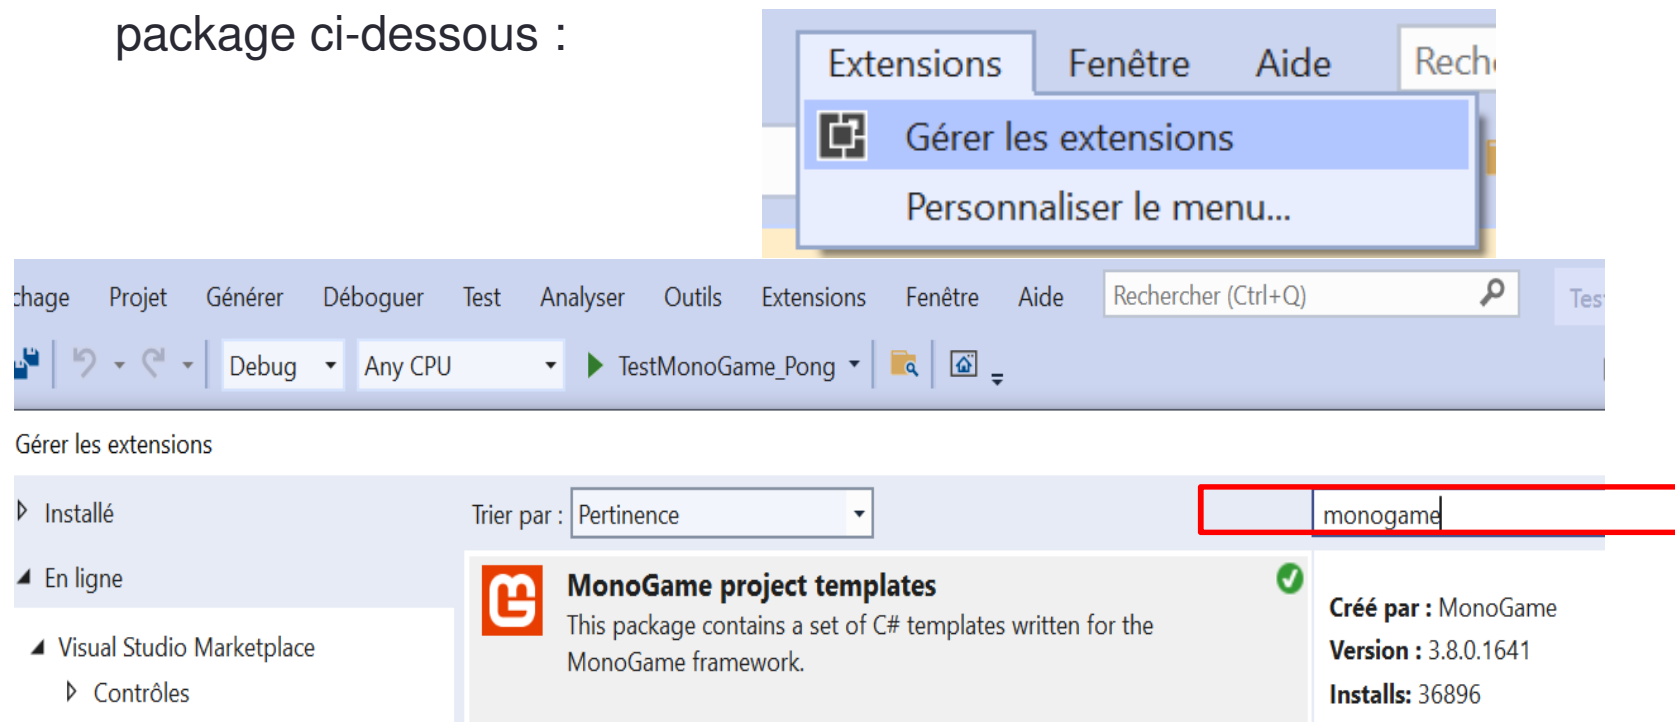 package ci-dessous :
Extensions Fenêtre Aide Rech
Gérer les extensions
Personnaliser le menu...
chage Projet Générer Déboguer Test Analyser Outils Extensions Fenêtre Aide Rechercher (Ctrl+Q) Tes
Debug Any CPU TestMonoGame_Pong
Gérer les extensions
Installé Trier par : Pertinence monogame
En ligne
MonoGame project templates
This package contains a set of C# templates written for the
MonoGame framework.
Créé par : MonoGame
Version : 3.8.0.1641
Installs: 36896
Visual Studio Marketplace
Contrôles